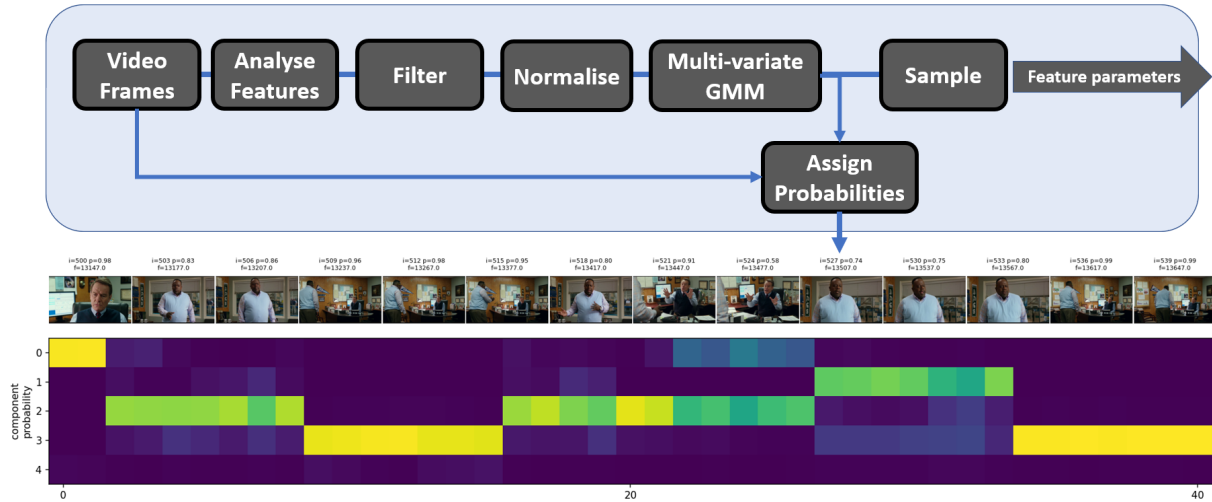 Video
Frames
Analyse
Features
Filter
Normalise
Multi-variate
GMM
Sample
Feature parameters
Assign
Probabilities
i=500 p=0.98
f=13147.0
i=503 p=0.83
f=13177.0
i=506 p=0.86
f=13207.0
i=509 p=0.96
f=13237.0
i=512 p=0.98
f=13267.0
i=515 p=0.95
f=13377.0
i=518 p=0.80
f=13417.0
i=521 p=0.91
f=13447.0
i=524 p=0.58
f=13477.0
i=527 p=0.74
f=13507.0
i=530 p=0.75
f=13537.0
i=533 p=0.80
f=13567.0
i=536 p=0.99
f=13617.0
i=539 p=0.99
f=13647.0
component
probability
0
1
2
3
4
0
20
40